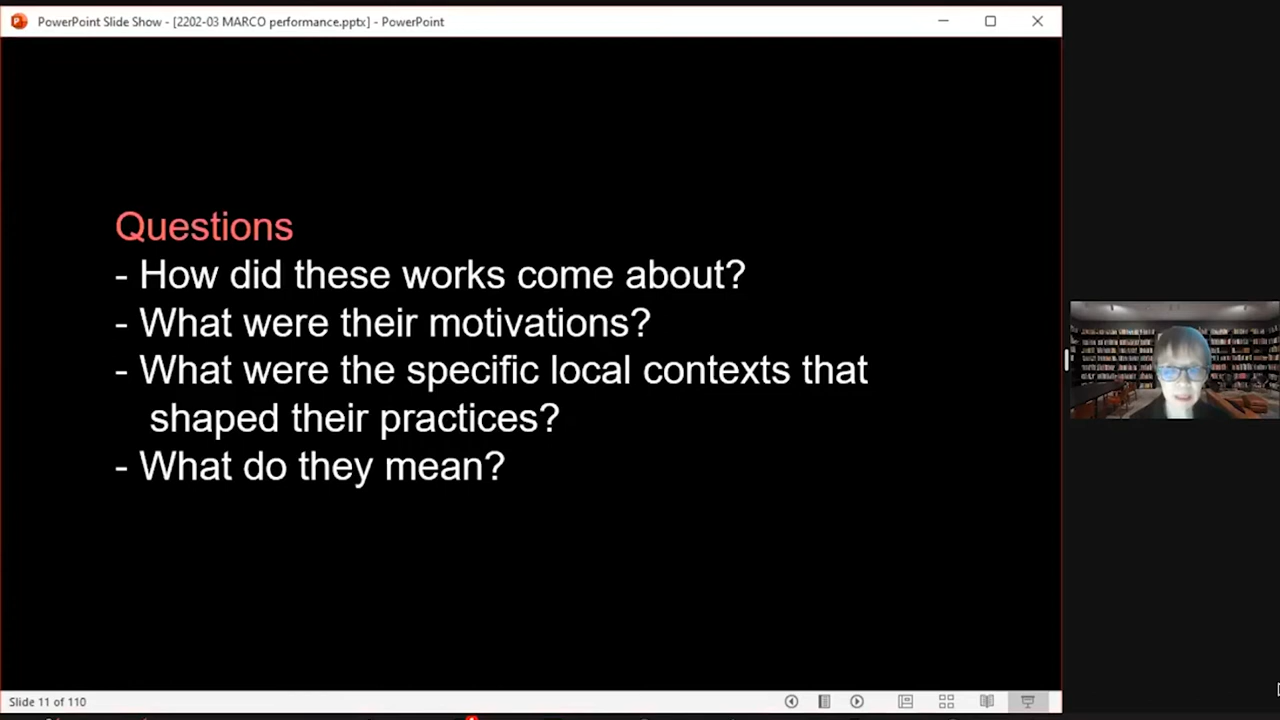 PowerPoint Slide Show - [2202-03 MARCO performance.pptx] - PowerPoint
Questions
- How did these works come about?
- What were their motivations?
- What were the specific local contexts that
shaped their practices?
- What do they mean?
Slide 11 of 110